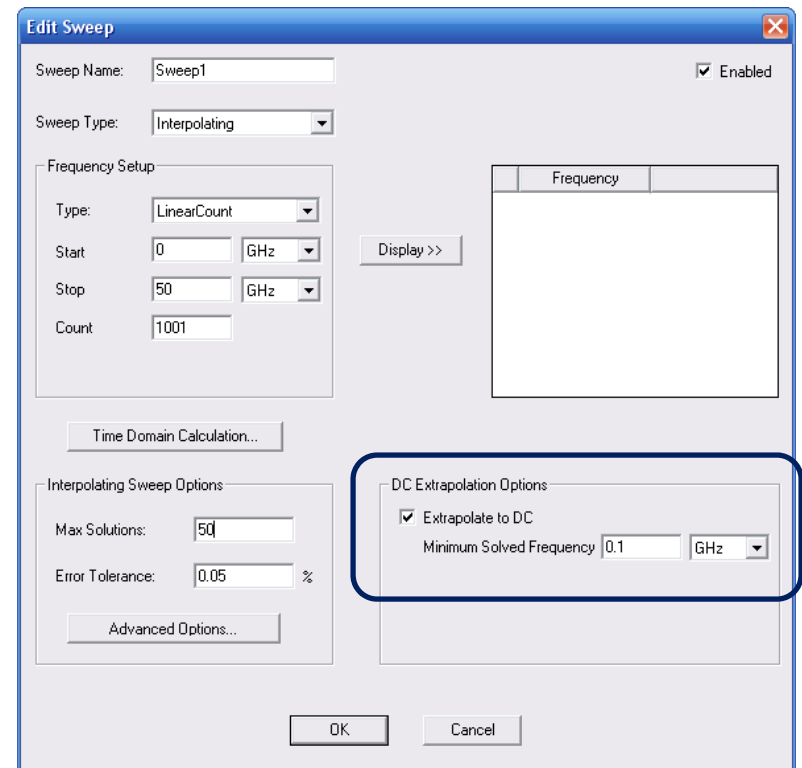 Edit Sweep
Sweep Name: Sweep1
Enabled
Sweep Type: Interpolating
Frequency Setup
Type: LinearCount
Start 0 GHz
Stop 50 GHz
Count 1001
Display >>
Frequency
Time Domain Calculation...
Interpolating Sweep Options
Max Solutions: 50
Error Tolerance: 0.05 %
Advanced Options...
DC Extrapolation Options
Extrapolate to DC
Minimum Solved Frequency 0.1 GHz
OK
Cancel